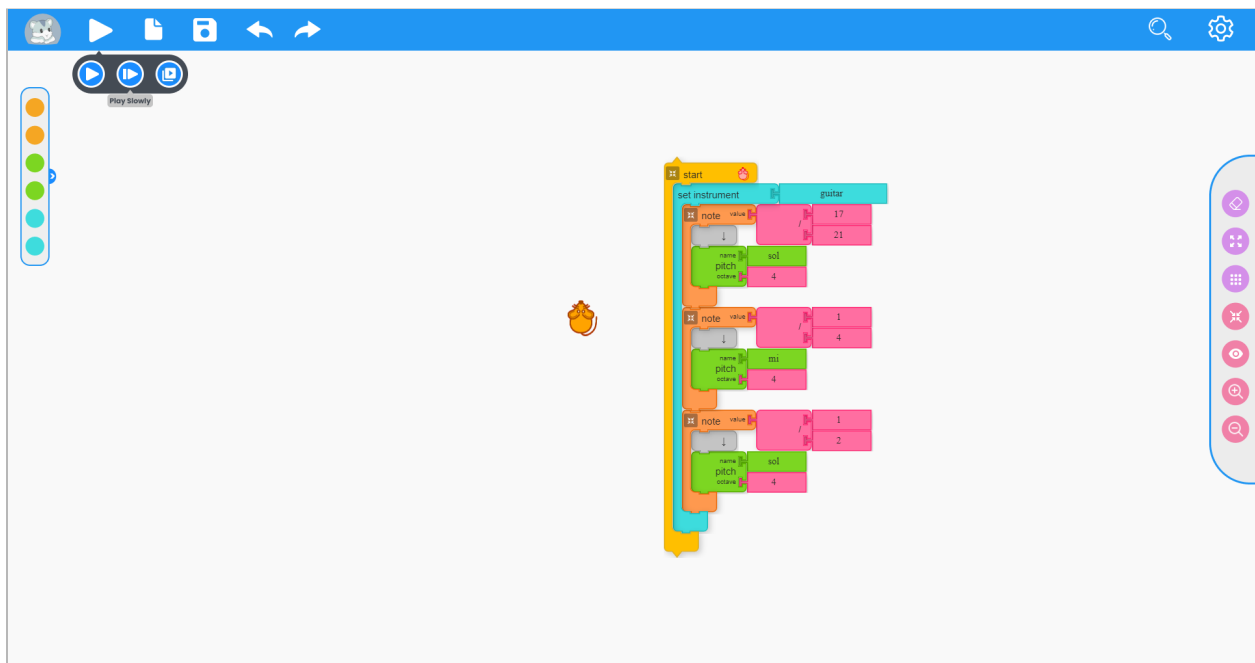 Play Slowly
start
set instrument guitar
note value / 17
21
↓
name sol
pitch
octave 4
note value / 1
4
↓
name mi
pitch
octave 4
note value / 1
2
↓
name sol
pitch
octave 4